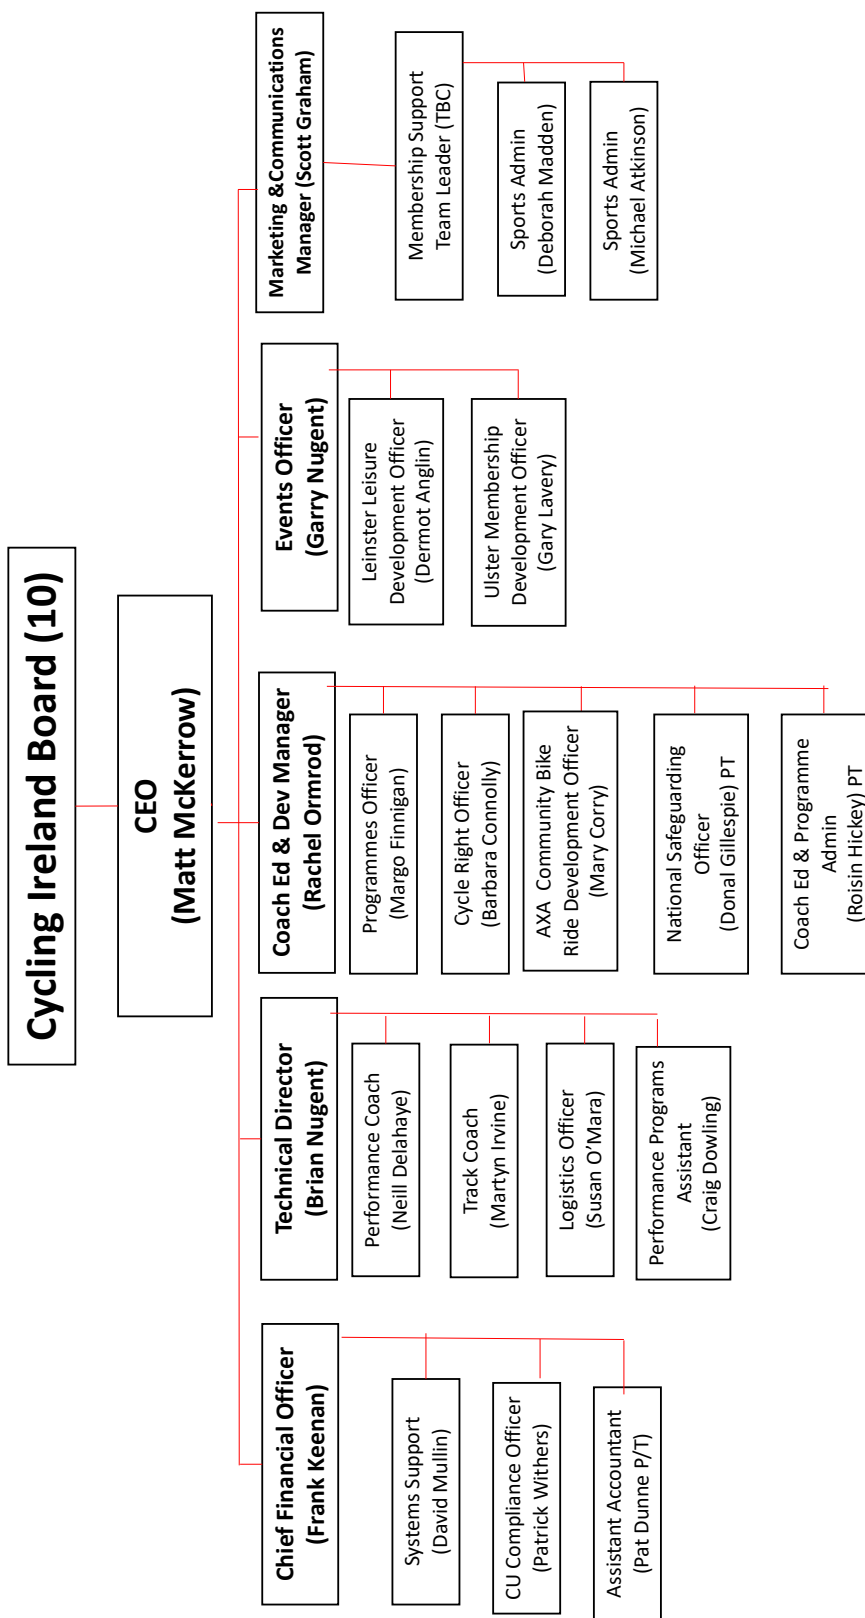 Cycling Ireland Board (10)
CEO
(Matt McKerrow)
Chief Financial Officer
(Frank Keenan)
Systems Support
(David Mullin)
CU Compliance Officer
(Patrick Withers)
Assistant Accountant
(Pat Dunne P/T)
Technical Director
(Brian Nugent)
Performance Coach
(Neill Delahaye)
Track Coach
(Martyn Irvine)
Logistics Officer
(Susan O’Mara)
Performance Programs
Assistant
(Craig Dowling)
Coach Ed & Dev Manager
(Rachel Ormrod)
Programmes Officer
(Margo Finnigan)
Cycle Right Officer
(Barbara Connolly)
AXA Community Bike
Ride Development Officer
(Mary Corry)
National Safeguarding
Officer
(Donal Gillespie) PT
Coach Ed & Programme
Admin
(Roisin Hickey) PT
Events Officer
(Garry Nugent)
Leinster Leisure
Development Officer
(Dermot Anglin)
Ulster Membership
Development Officer
(Gary Lavery)
Marketing &Communications
Manager (Scott Graham)
Membership Support
Team Leader (TBC)
Sports Admin
(Deborah Madden)
Sports Admin
(Michael Atkinson)